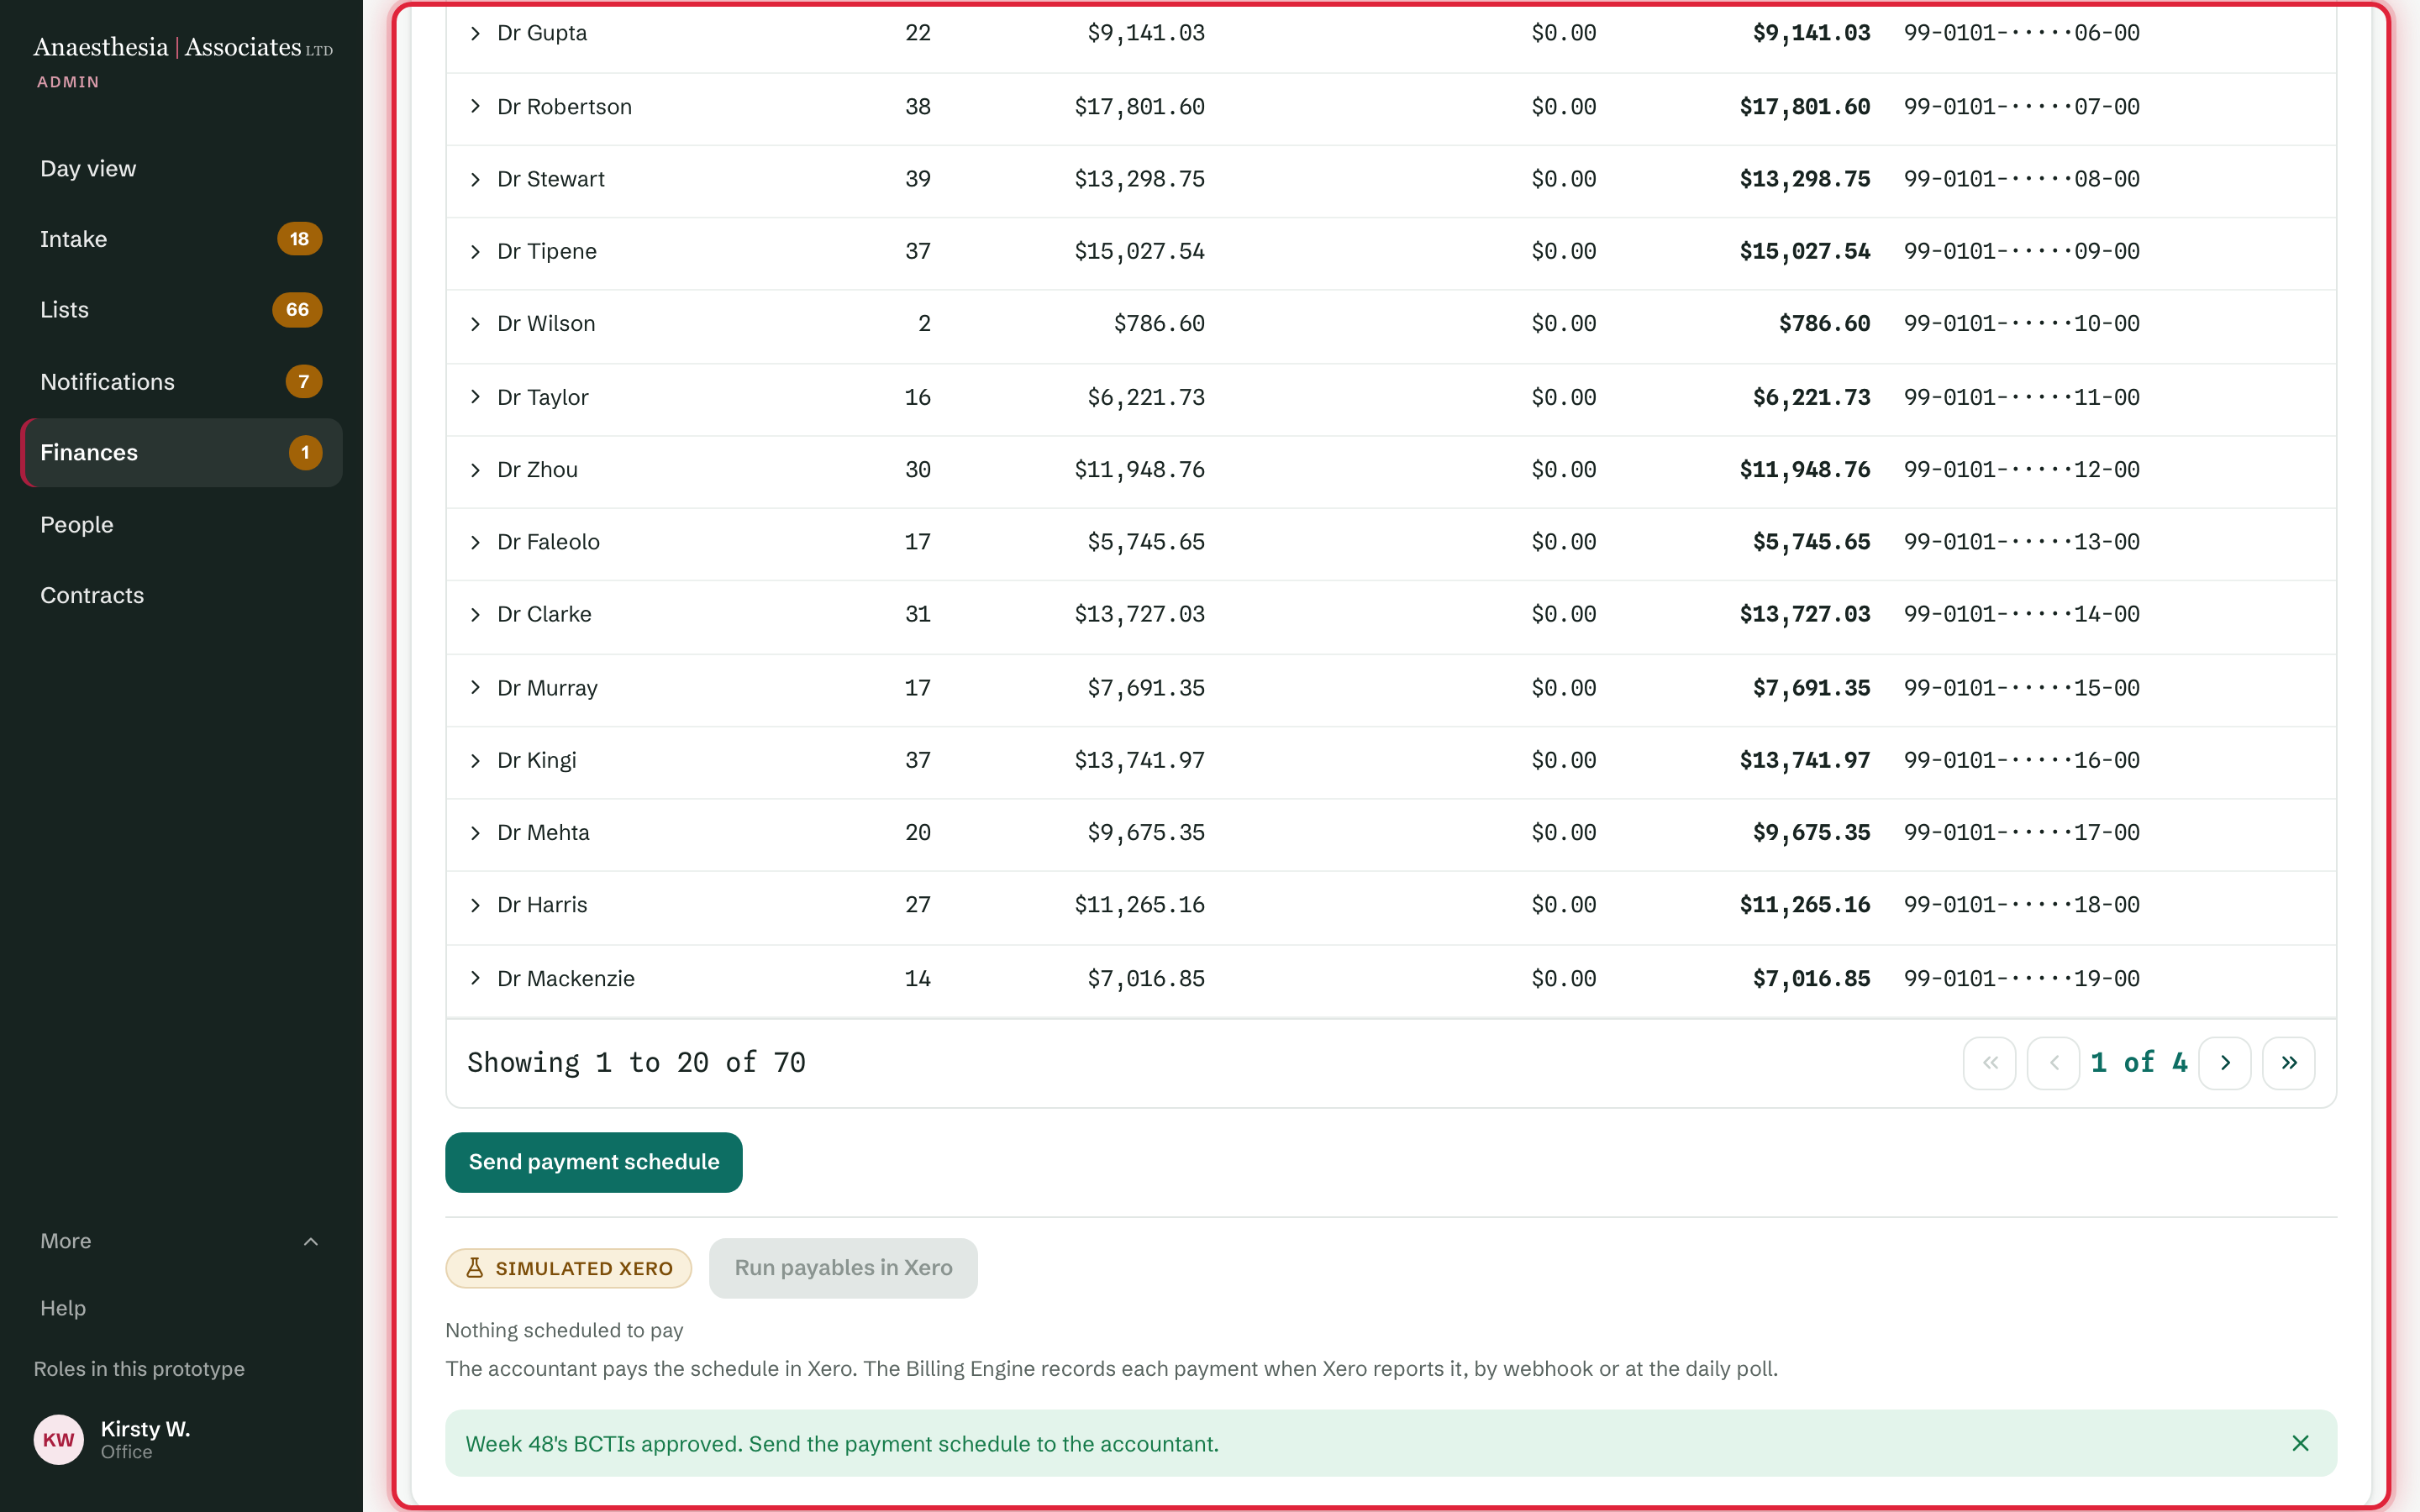 Anaesthesia | Associates LTD
ADMIN
Day view
Intake 18
Lists 66
Notifications 7
Finances 1
People
Contracts
More
Help
Roles in this prototype
KW Kirsty W.
Office
Dr Gupta 22 $9,141.03 $0.00 $9,141.03 99-0101-·····06-00
Dr Robertson 38 $17,801.60 $0.00 $17,801.60 99-0101-·····07-00
Dr Stewart 39 $13,298.75 $0.00 $13,298.75 99-0101-·····08-00
Dr Tipene 37 $15,027.54 $0.00 $15,027.54 99-0101-·····09-00
Dr Wilson 2 $786.60 $0.00 $786.60 99-0101-·····10-00
Dr Taylor 16 $6,221.73 $0.00 $6,221.73 99-0101-·····11-00
Dr Zhou 30 $11,948.76 $0.00 $11,948.76 99-0101-·····12-00
Dr Faleolo 17 $5,745.65 $0.00 $5,745.65 99-0101-·····13-00
Dr Clarke 31 $13,727.03 $0.00 $13,727.03 99-0101-·····14-00
Dr Murray 17 $7,691.35 $0.00 $7,691.35 99-0101-·····15-00
Dr Kingi 37 $13,741.97 $0.00 $13,741.97 99-0101-·····16-00
Dr Mehta 20 $9,675.35 $0.00 $9,675.35 99-0101-·····17-00
Dr Harris 27 $11,265.16 $0.00 $11,265.16 99-0101-·····18-00
Dr Mackenzie 14 $7,016.85 $0.00 $7,016.85 99-0101-·····19-00
Showing 1 to 20 of 70 « ‹ 1 of 4 › »
Send payment schedule
SIMULATED XERO Run payables in Xero
Nothing scheduled to pay
The accountant pays the schedule in Xero. The Billing Engine records each payment when Xero reports it, by webhook or at the daily poll.
Week 48's BCTIs approved. Send the payment schedule to the accountant.